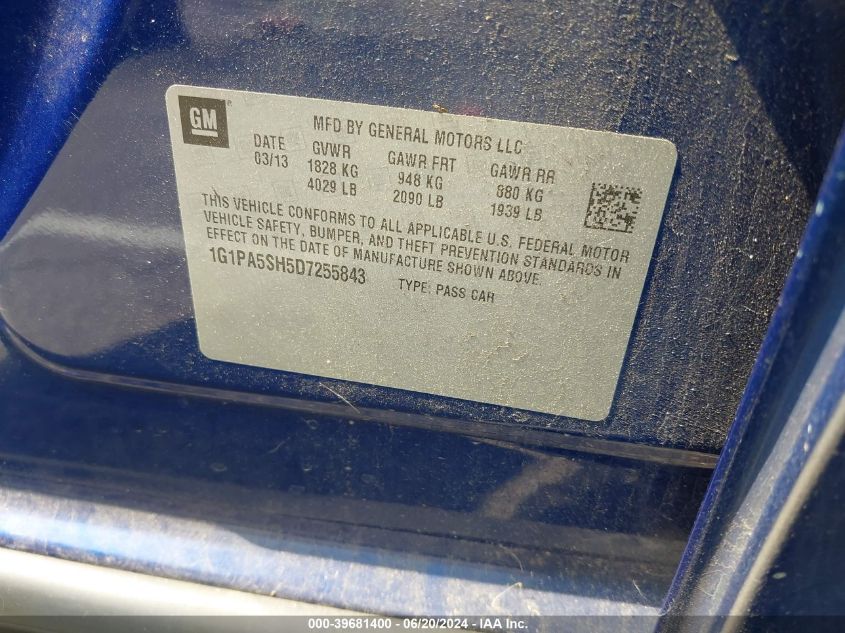 GM
MFD BY GENERAL MOTORS LLC
DATE GVWR GAWR FRT GAWR RR
03/13 1828 KG 948 KG 880 KG
4029 LB 2090 LB 1939 LB
THIS VEHICLE CONFORMS TO ALL APPLICABLE U.S. FEDERAL MOTOR
VEHICLE SAFETY, BUMPER, AND THEFT PREVENTION STANDARDS IN
EFFECT ON THE DATE OF MANUFACTURE SHOWN ABOVE.
1G1PA5SH5D7255843 TYPE: PASS CAR
000-39681400 / 06/20/2024 / IAA Inc.